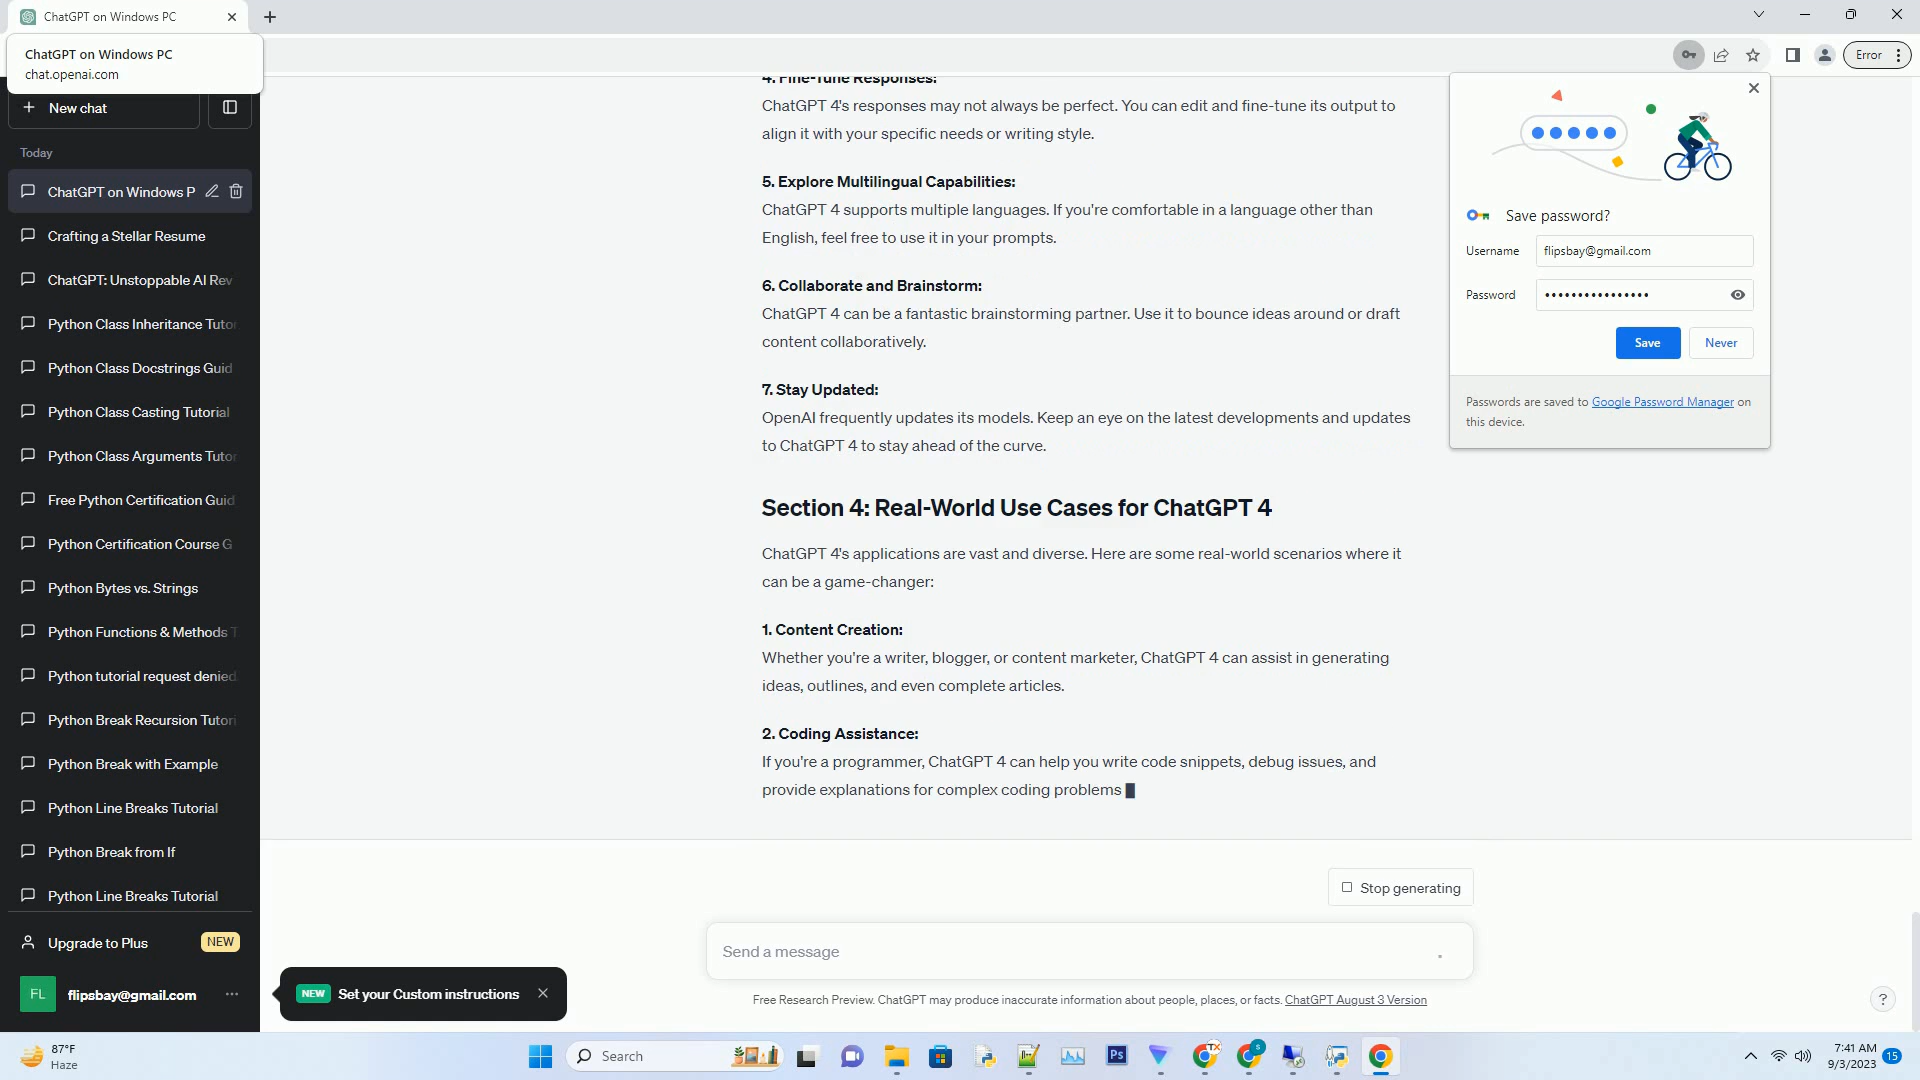 ChatGPT on Windows PC
ChatGPT on Windows PC
chat.openai.com
Error
New chat
Today
ChatGPT on Windows P
Crafting a Stellar Resume
ChatGPT: Unstoppable AI Rev
Python Class Inheritance Tutor
Python Class Docstrings Guid
Python Class Casting Tutorial
Python Class Arguments Tutor
Free Python Certification Guid
Python Certification Course G
Python Bytes vs. Strings
Python Functions & Methods T
Python tutorial request denied.
Python Break Recursion Tutori
Python Break with Example
Python Line Breaks Tutorial
Python Break from If
Python Line Breaks Tutorial
Upgrade to Plus
NEW
FL
flipsbay@gmail.com
NEW Set your Custom instructions
4. Fine-Tune Responses:
ChatGPT 4's responses may not always be perfect. You can edit and fine-tune its output to
align it with your specific needs or writing style.
5. Explore Multilingual Capabilities:
ChatGPT 4 supports multiple languages. If you're comfortable in a language other than
English, feel free to use it in your prompts.
6. Collaborate and Brainstorm:
ChatGPT 4 can be a fantastic brainstorming partner. Use it to bounce ideas around or draft
content collaboratively.
7. Stay Updated:
OpenAI frequently updates its models. Keep an eye on the latest developments and updates
to ChatGPT 4 to stay ahead of the curve.
Section 4: Real-World Use Cases for ChatGPT 4
ChatGPT 4's applications are vast and diverse. Here are some real-world scenarios where it
can be a game-changer:
1. Content Creation:
Whether you're a writer, blogger, or content marketer, ChatGPT 4 can assist in generating
ideas, outlines, and even complete articles.
2. Coding Assistance:
If you're a programmer, ChatGPT 4 can help you write code snippets, debug issues, and
provide explanations for complex coding problems
Stop generating
Send a message
Free Research Preview. ChatGPT may produce inaccurate information about people, places, or facts. ChatGPT August 3 Version
?
Save password?
Username
flipsbay@gmail.com
Password
Save
Never
Passwords are saved to Google Password Manager on
this device.
87°F
Haze
Search
Ps
TX
S
7:41 AM
9/3/2023
15